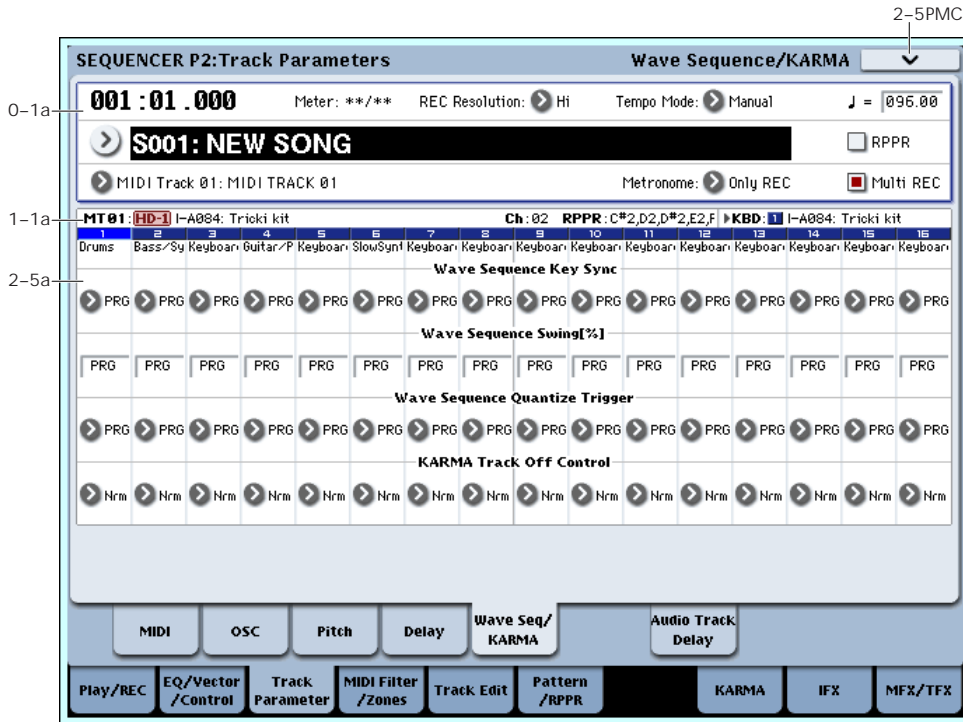 2–5PMC
SEQUENCER P2:Track Parameters Wave Sequence/KARMA
0–1a
001:01.000 Meter: **/** REC Resolution: Hi Tempo Mode: Manual ♩ = 096.00
S001: NEW SONG RPPR
MIDI Track 01: MIDI TRACK 01 Metronome: Only REC Multi REC
1–1a
MT01: HD-1 I-A084: Tricki kit Ch:02 RPPR:C#2,D2,D#2,E2,F ▶KBD: 1 I-A084: Tricki kit
1 2 3 4 5 6 7 8 9 10 11 12 13 14 15 16
Drums Bass/Sy Keyboar Guitar/P Keyboar SlowSynt Keyboar Keyboar Keyboar Keyboar Keyboar Keyboar Keyboar Keyboar Keyboar Keyboar
2–5a
Wave Sequence Key Sync
PRG PRG PRG PRG PRG PRG PRG PRG PRG PRG PRG PRG PRG PRG PRG PRG
Wave Sequence Swing[%]
PRG PRG PRG PRG PRG PRG PRG PRG PRG PRG PRG PRG PRG PRG PRG PRG
Wave Sequence Quantize Trigger
PRG PRG PRG PRG PRG PRG PRG PRG PRG PRG PRG PRG PRG PRG PRG PRG
KARMA Track Off Control
Nrm Nrm Nrm Nrm Nrm Nrm Nrm Nrm Nrm Nrm Nrm Nrm Nrm Nrm Nrm Nrm
MIDI OSC Pitch Delay Wave Seq/
KARMA Audio Track
Delay
Play/REC EQ/Vector
/Control Track
Parameter MIDI Filter
/Zones Track Edit Pattern
/RPPR KARMA IFX MFX/TFX